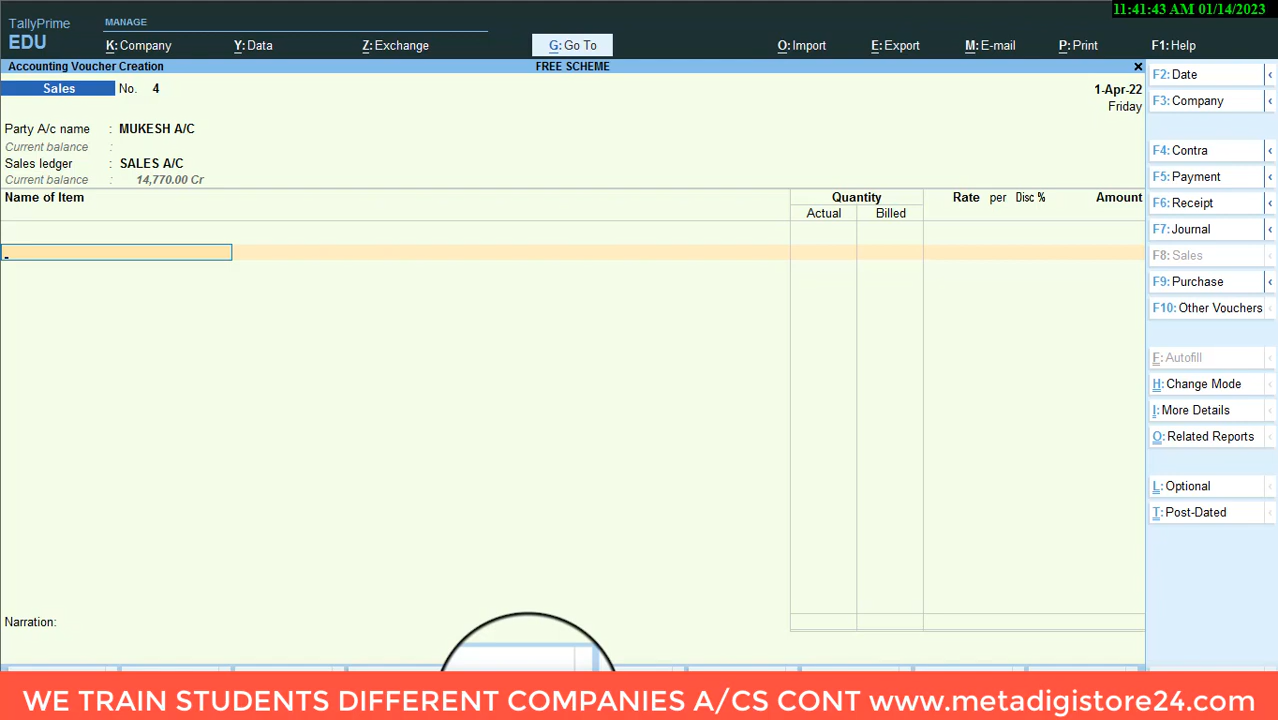 11:41:43 AM 01/14/2023
TallyPrime
EDU
MANAGE
K: Company
Y: Data
Z: Exchange
G: Go To
O: Import
E: Export
M: E-mail
P: Print
F1: Help
Accounting Voucher Creation
FREE SCHEME
Sales No. 4
1-Apr-22
Friday
Party A/c name : MUKESH A/C
Current balance :
Sales ledger : SALES A/C
Current balance : 14,770.00 Cr
Name of Item
Quantity
Rate per Disc % Amount
Actual Billed
Narration:
F2: Date
F3: Company
F4: Contra
F5: Payment
F6: Receipt
F7: Journal
F8: Sales
F9: Purchase
F10: Other Vouchers
F: Autofill
H: Change Mode
I: More Details
O: Related Reports
L: Optional
T: Post-Dated
WE TRAIN STUDENTS DIFFERENT COMPANIES A/CS CONT www.metadigistore24.com